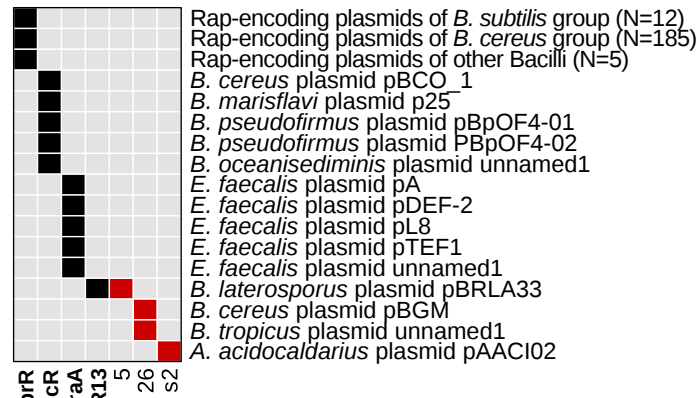 Rap-encoding plasmids of B. subtilis group (N=12)
Rap-encoding plasmids of B. cereus group (N=185)
Rap-encoding plasmids of other Bacilli (N=5)
B. cereus plasmid pBCO_1
B. marisflavi plasmid p25
B. pseudofirmus plasmid pBpOF4-01
B. pseudofirmus plasmid PBpOF4-02
B. oceanisediminis plasmid unnamed1
E. faecalis plasmid pA
E. faecalis plasmid pDEF-2
E. faecalis plasmid pL8
E. faecalis plasmid pTEF1
E. faecalis plasmid unnamed1
B. laterosporus plasmid pBRLA33
B. cereus plasmid pBGM
B. tropicus plasmid unnamed1
A. acidocaldarius plasmid pAACI02
5
26
s2